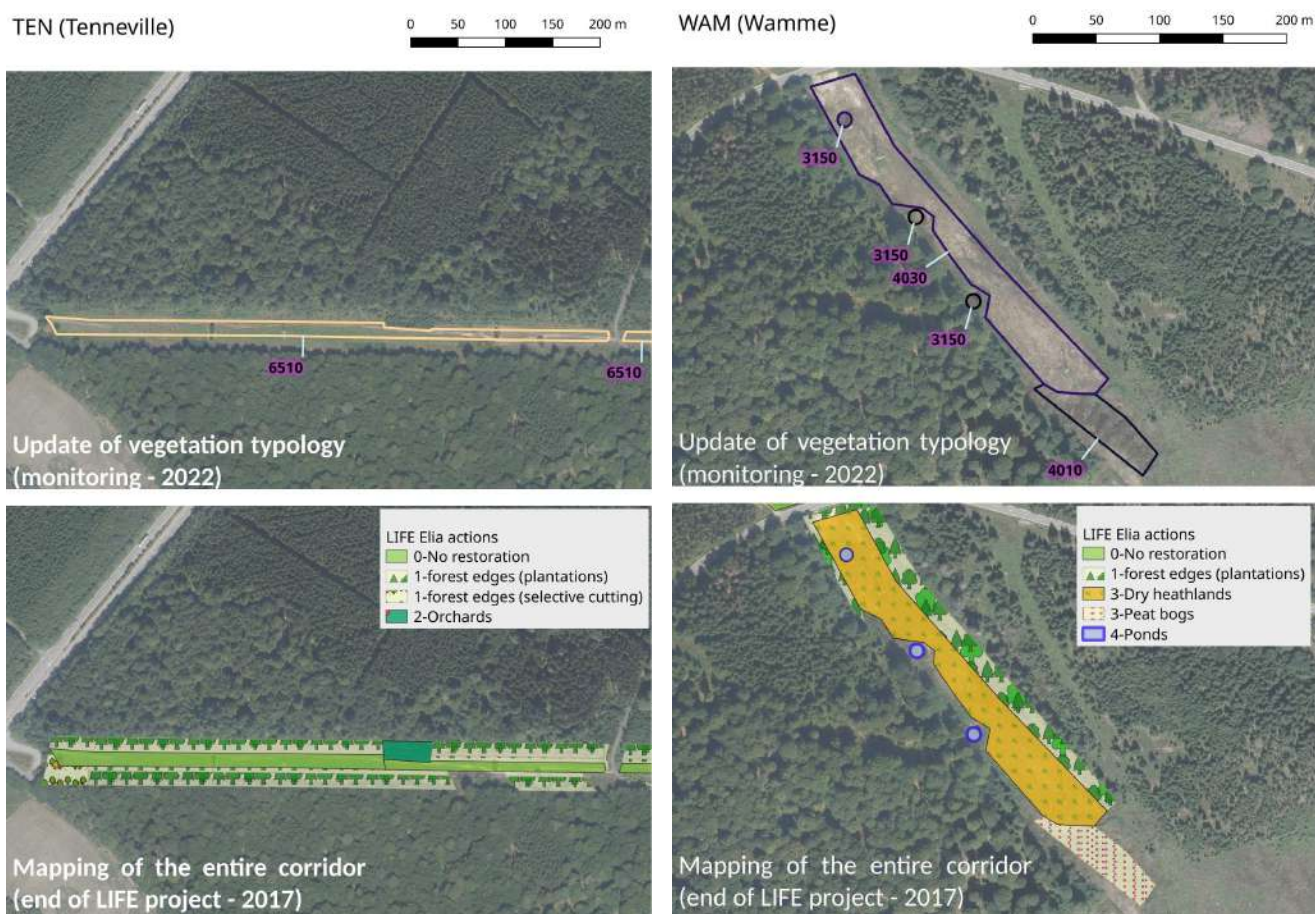 TEN (Tenneville)
0 50 100 150 200 m
WAM (Wamme)
0 50 100 150 200 m
6510
6510
Update of vegetation typology
(monitoring - 2022)
3150
3150
4030
3150
4010
Update of vegetation typology
(monitoring - 2022)
LIFE Elia actions
0-No restoration
1-forest edges (plantations)
1-forest edges (selective cutting)
2-Orchards
Mapping of the entire corridor
(end of LIFE project - 2017)
LIFE Elia actions
0-No restoration
1-forest edges (plantations)
3-Dry heathlands
3-Peat bogs
4-Ponds
Mapping of the entire corridor
(end of LIFE project - 2017)